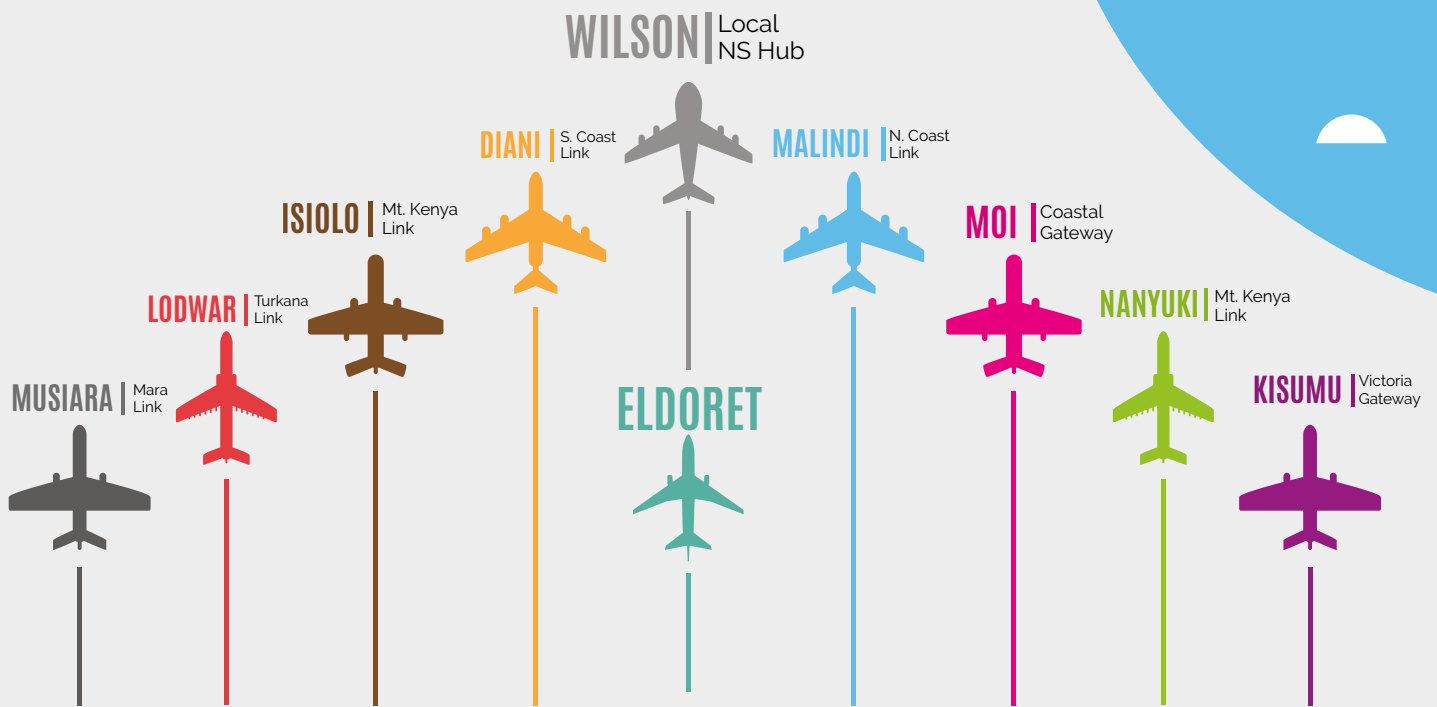 WILSON
Local
NS Hub
DIANI
S. Coast
Link
MALINDI
N. Coast
Link
ISIOLO
Mt. Kenya
Link
MOI
Coastal
Gateway
LODWAR
Turkana
Link
NANYUKI
Mt. Kenya
Link
MUSIARA
Mara
Link
ELDORET
KISUMU
Victoria
Gateway